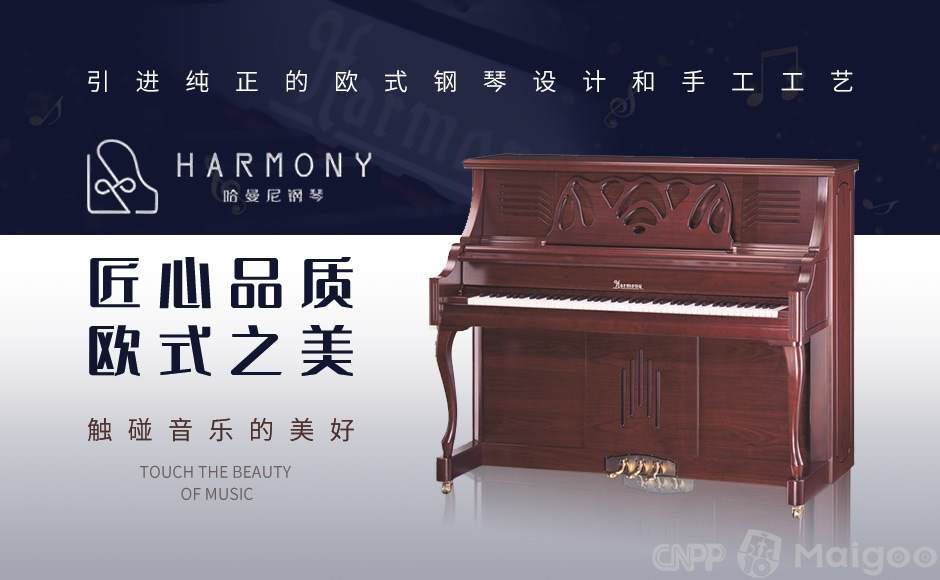 引进纯正的欧式钢琴设计和手工工艺
HARMONY
哈曼尼钢琴
匠心品质
欧式之美
触碰音乐的美好
TOUCH THE BEAUTY
OF MUSIC
Harmony
Harmony
CNPP
Maigoo